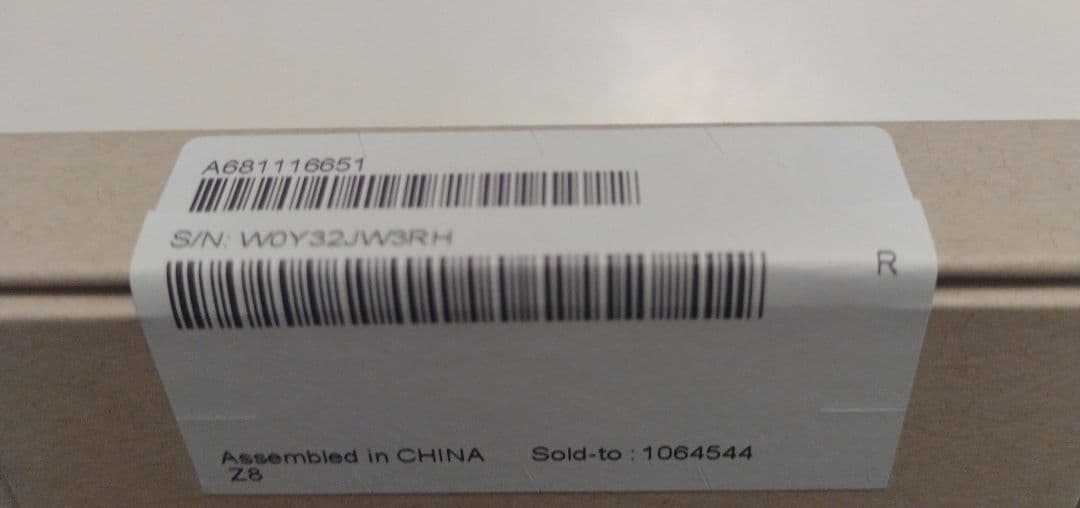 A681116651
S/N: W0Y32JW3RH
R
Assembled in CHINA Sold-to : 1064544
Z8